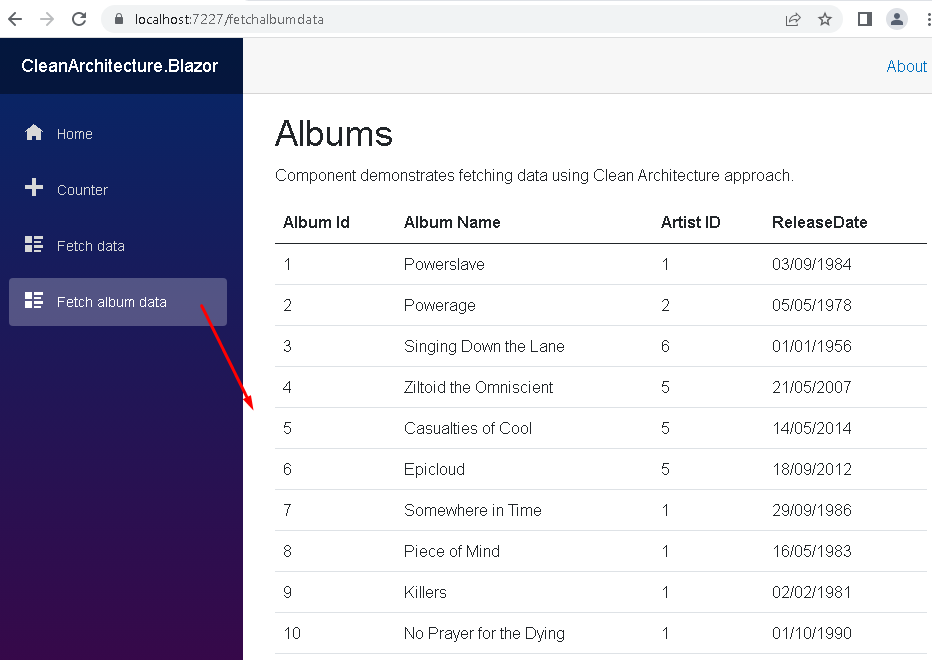 localhost:7227/fetchalbumdata
CleanArchitecture.Blazor
About
Home
Counter
Fetch data
Fetch album data
Albums
Component demonstrates fetching data using Clean Architecture approach.
Album Id Album Name Artist ID ReleaseDate
1 Powerslave 1 03/09/1984
2 Powerage 2 05/05/1978
3 Singing Down the Lane 6 01/01/1956
4 Ziltoid the Omniscient 5 21/05/2007
5 Casualties of Cool 5 14/05/2014
6 Epicloud 5 18/09/2012
7 Somewhere in Time 1 29/09/1986
8 Piece of Mind 1 16/05/1983
9 Killers 1 02/02/1981
10 No Prayer for the Dying 1 01/10/1990